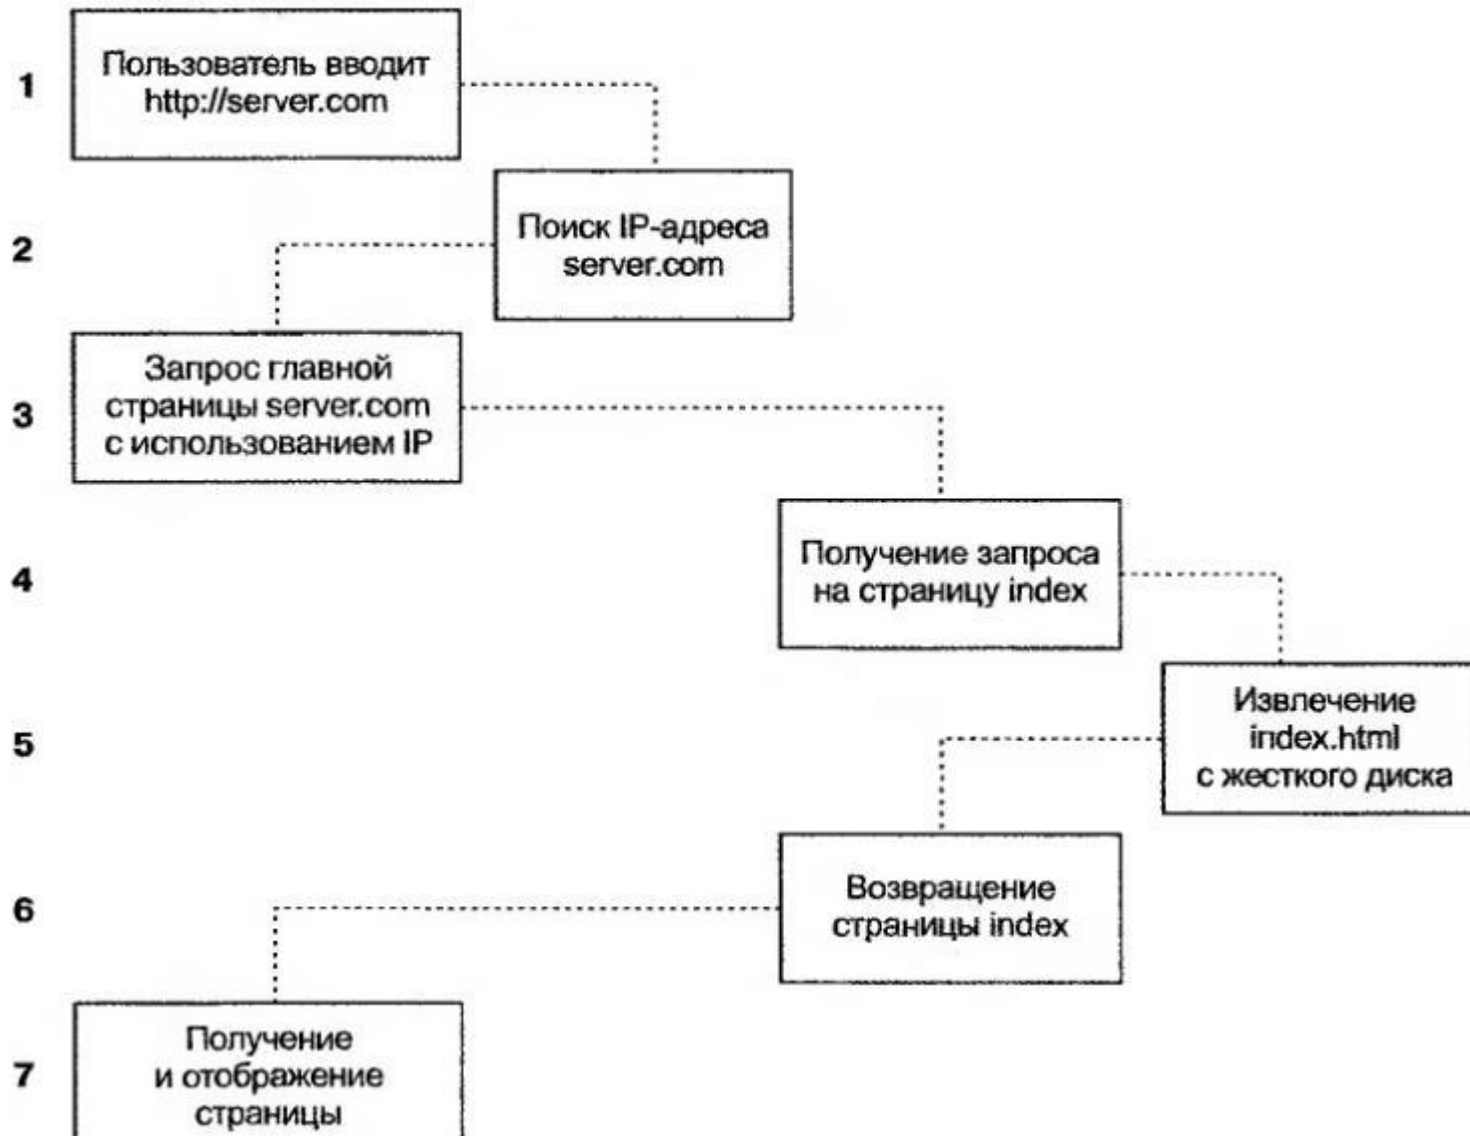 1
Пользователь вводит
http://server.com
2
Поиск IP-адреса
server.com
3
Запрос главной
страницы server.com
с использованием IP
4
Получение запроса
на страницу index
5
Извлечение
index.html
с жесткого диска
6
Возвращение
страницы index
7
Получение
и отображение
страницы